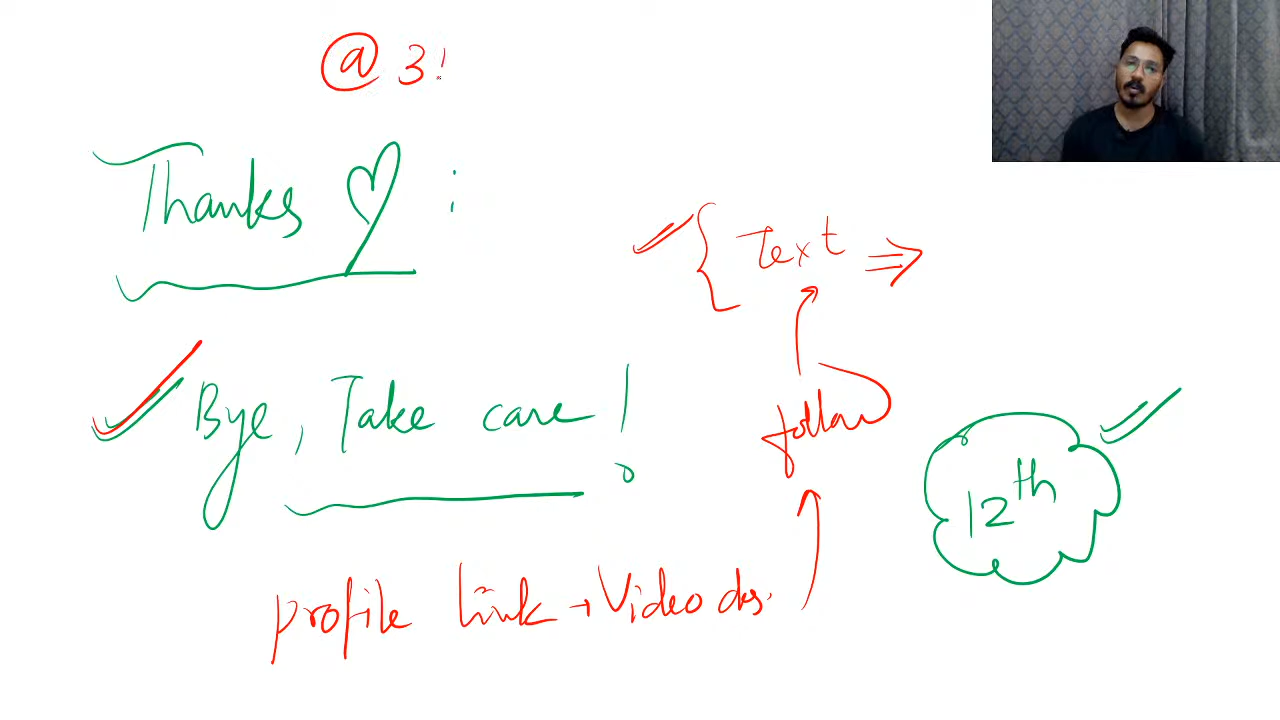 @ 3!
Thanks
Text ⇒
Bye, Take care!
follow
12th
Profile link → Video des.